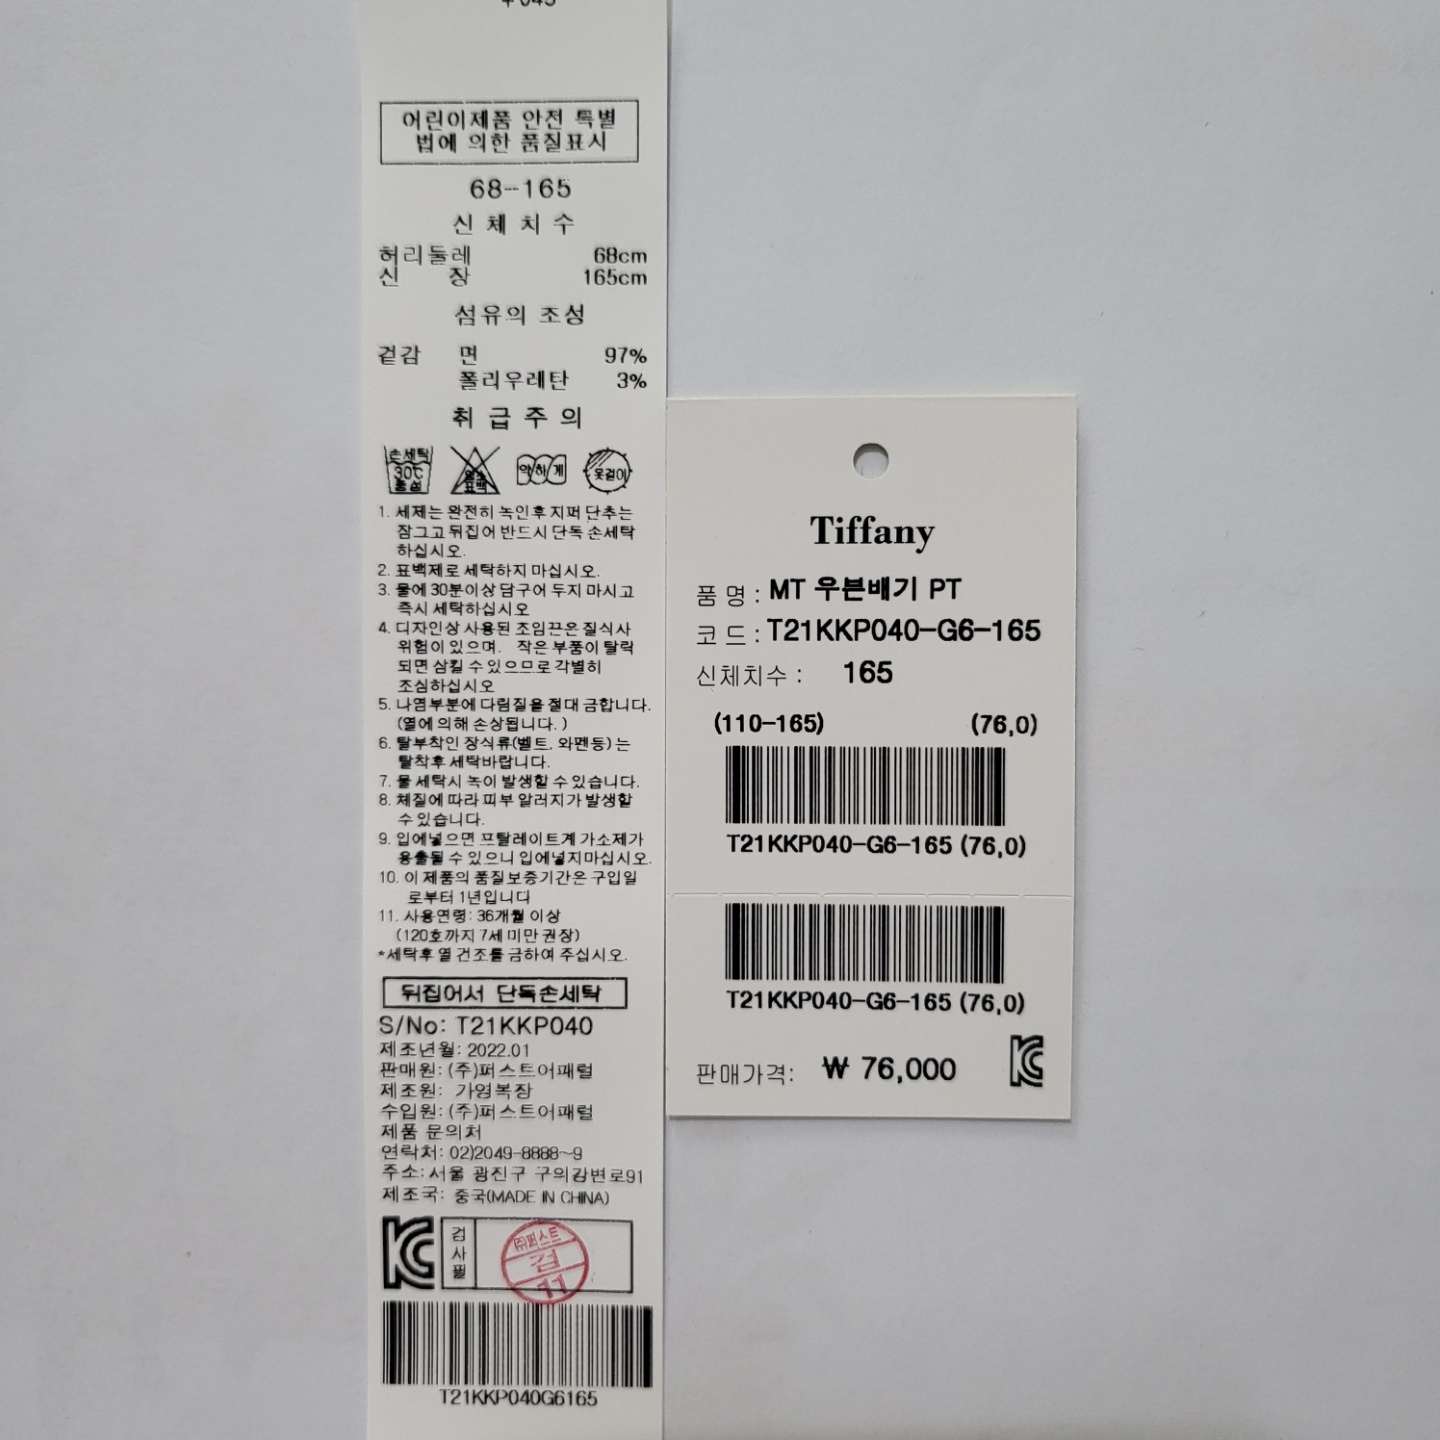 어린이제품 안전 특별
법에 의한 품질표시
68-165
신 체 치 수
허리둘레 68cm
신 장 165cm
섬유의 조성
겉감 면 97%
폴리우레탄 3%
취 급 주 의
손세탁
30℃
중성
염소
표백
약하게
옷걸이
1. 세제는 완전히 녹인후 지퍼 단추는
잠그고 뒤집어 반드시 단독 손세탁
하십시오.
2. 표백제로 세탁하지 마십시오.
3. 물에 30분이상 담구어 두지 마시고
즉시 세탁하십시오
4. 디자인상 사용된 조임끈은 질식사
위험이 있으며. 작은 부품이 탈락
되면 삼킬 수 있으므로 각별히
조심하십시오
5. 나염부분에 다림질을 절대 금합니다.
(열에 의해 손상됩니다. )
6. 탈부착인 장식류(벨트, 와펜등) 는
탈착후 세탁바랍니다.
7. 물 세탁시 녹이 발생할 수 있습니다.
8. 체질에 따라 피부 알러지가 발생할
수 있습니다.
9. 입에넣으면 프탈레이트계 가소제가
용출될 수 있으니 입에넣지마십시오.
10. 이 제품의 품질보증기간은 구입일
로부터 1년입니다
11. 사용연령: 36개월 이상
(120호까지 7세 미만 권장)
*세탁후 열 건조를 금하여 주십시오.
뒤집어서 단독손세탁
S/No: T21KKP040
제조년월: 2022.01
판매원: (주)퍼스트어패럴
제조원: 가영복장
수입원: (주)퍼스트어패럴
제품 문의처
연락처: 02)2049-8888~9
주소: 서울 광진구 구의강변로91
제조국: 중국(MADE IN CHINA)
KC
검사필
㈜퍼스트
검
11
T21KKP040G6165
Tiffany
품 명 : MT 우븐배기 PT
코 드 : T21KKP040-G6-165
신체치수 : 165
(110-165) (76,0)
T21KKP040-G6-165 (76,0)
T21KKP040-G6-165 (76,0)
판매가격: ₩ 76,000
KC